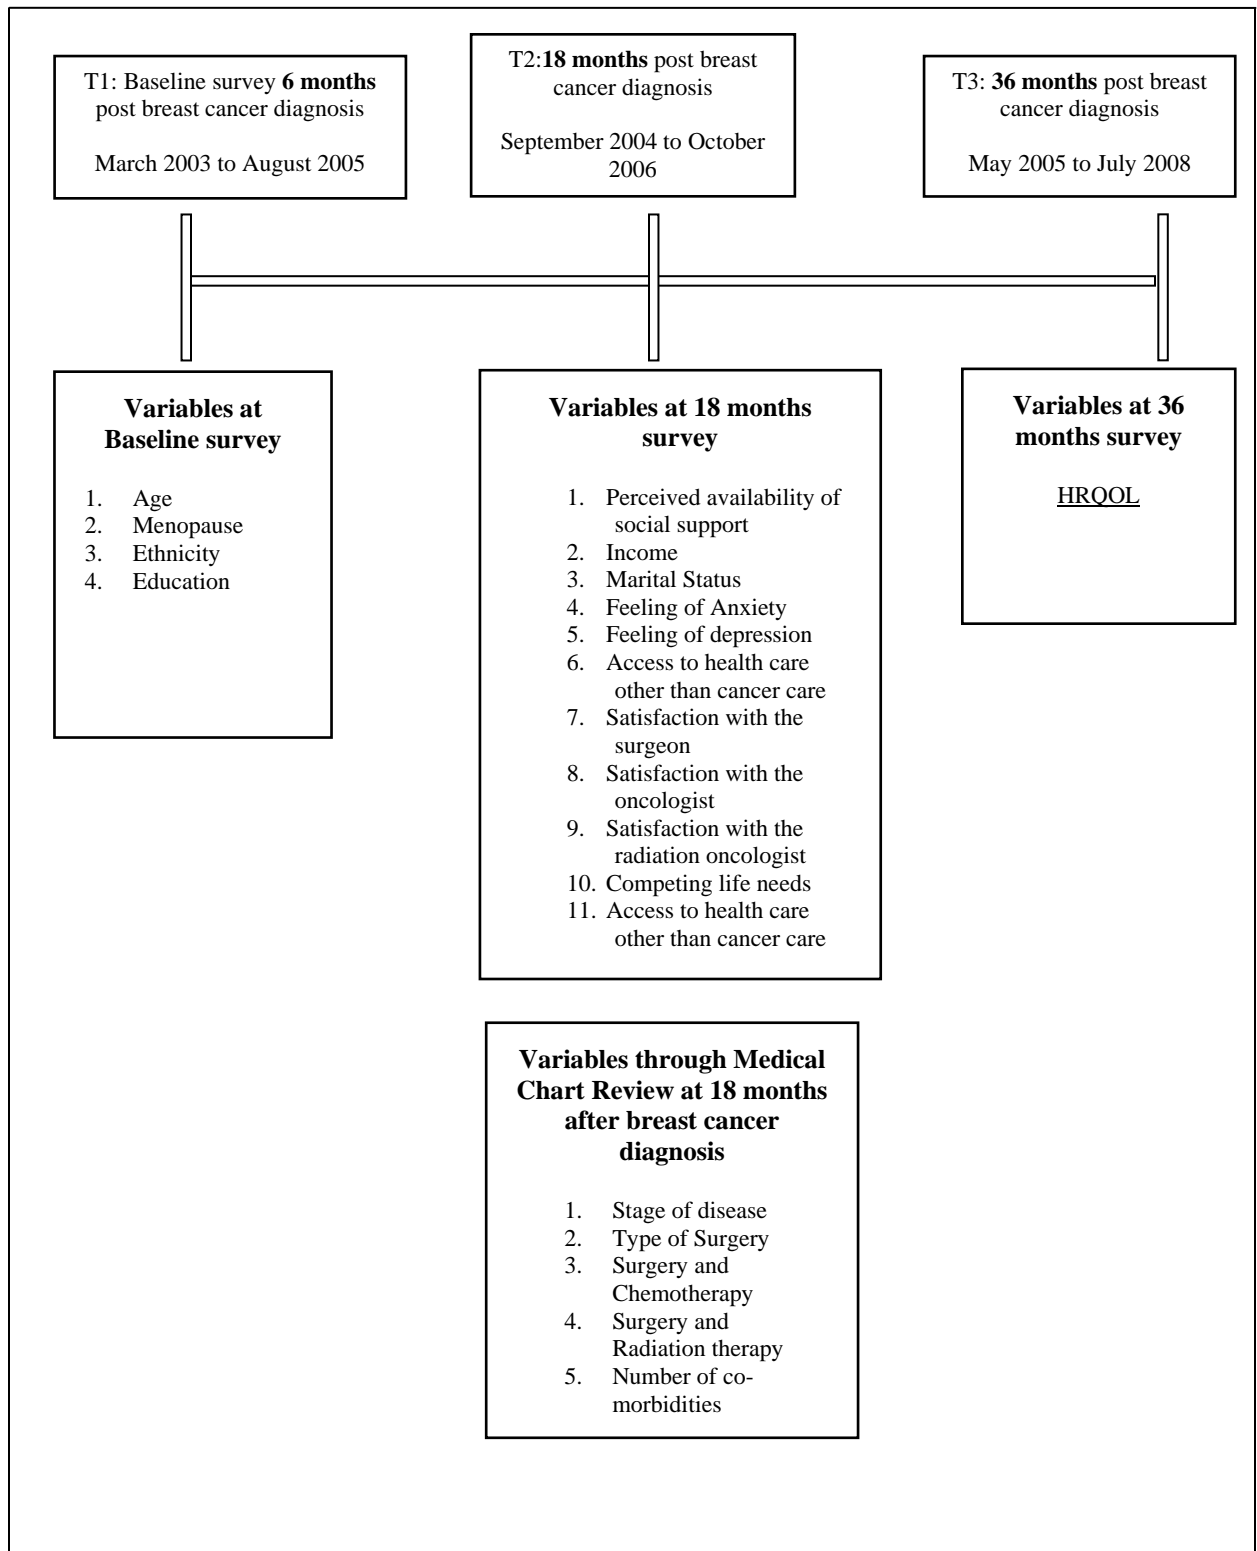 T1: Baseline survey 6 months
post breast cancer diagnosis
March 2003 to August 2005
T2:18 months post breast
cancer diagnosis
September 2004 to October
2006
T3: 36 months post breast
cancer diagnosis
May 2005 to July 2008
Variables at
Baseline survey
1. Age
2. Menopause
3. Ethnicity
4. Education
Variables at 18 months
survey
1. Perceived availability of
social support
2. Income
3. Marital Status
4. Feeling of Anxiety
5. Feeling of depression
6. Access to health care
other than cancer care
7. Satisfaction with the
surgeon
8. Satisfaction with the
oncologist
9. Satisfaction with the
radiation oncologist
10. Competing life needs
11. Access to health care
other than cancer care
Variables at 36
months survey
HRQOL
Variables through Medical
Chart Review at 18 months
after breast cancer
diagnosis
1. Stage of disease
2. Type of Surgery
3. Surgery and
Chemotherapy
4. Surgery and
Radiation therapy
5. Number of co-
morbidities